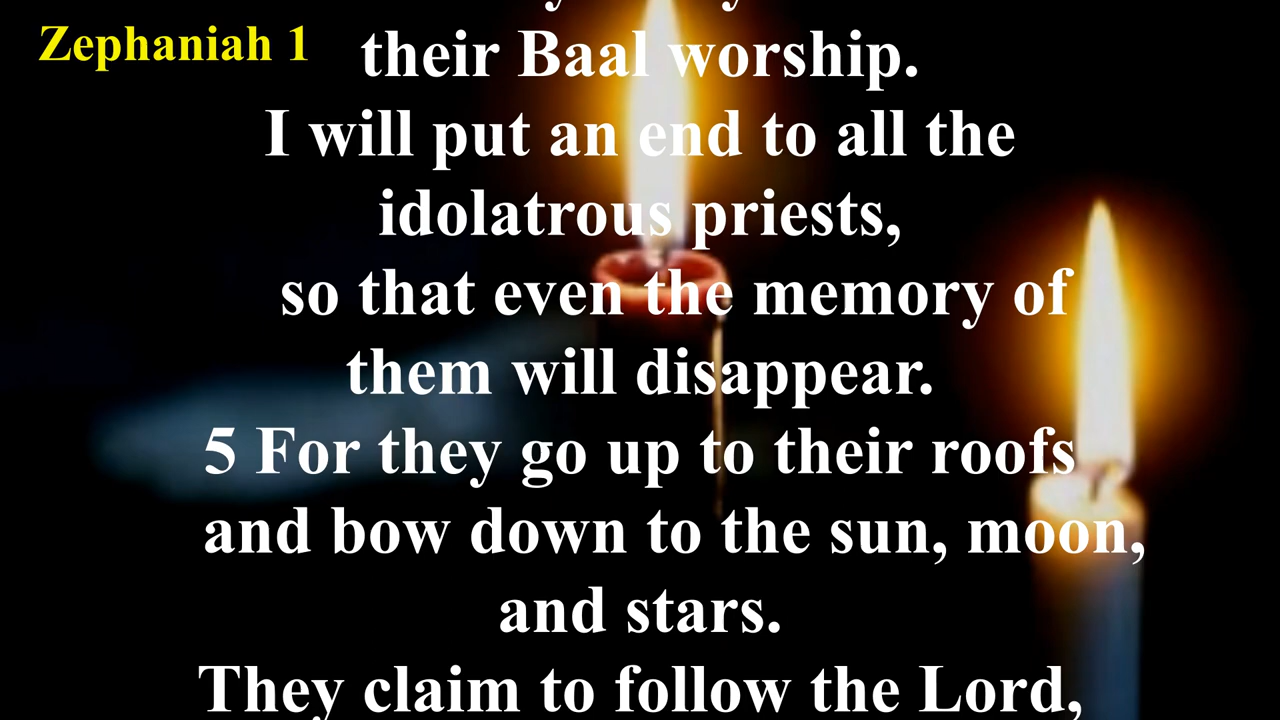 Zephaniah 1
their Baal worship.
I will put an end to all the
idolatrous priests,
so that even the memory of
them will disappear.
5 For they go up to their roofs
and bow down to the sun, moon,
and stars.
They claim to follow the Lord,